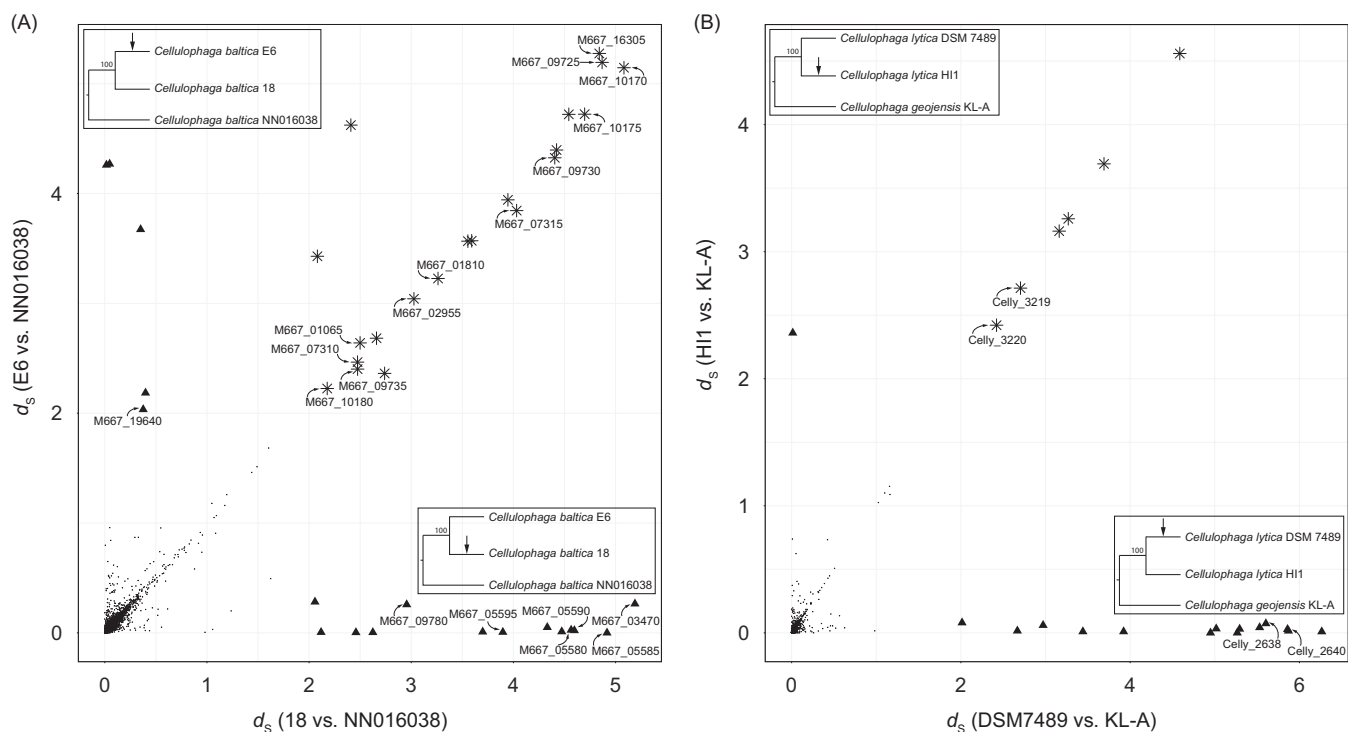 (A)
100
Cellulophaga baltica E6
Cellulophaga baltica 18
Cellulophaga baltica NN016038
M667_16305
M667_09725
M667_10170
M667_10175
M667_09730
M667_07315
M667_01810
M667_02955
M667_01065
M667_07310
M667_09735
M667_10180
M667_19640
100
Cellulophaga baltica E6
Cellulophaga baltica 18
Cellulophaga baltica NN016038
M667_09780
M667_05595
M667_05590
M667_03470
M667_05580
M667_05585
4
2
0
dS (E6 vs. NN016038)
0 1 2 3 4 5
dS (18 vs. NN016038)
(B)
100
Cellulophaga lytica DSM 7489
Cellulophaga lytica HI1
Cellulophaga geojensis KL-A
Celly_3219
Celly_3220
100
Cellulophaga lytica DSM 7489
Cellulophaga lytica HI1
Cellulophaga geojensis KL-A
Celly_2638
Celly_2640
4
3
2
1
0
dS (HI1 vs. KL-A)
0 2 4 6
dS (DSM7489 vs. KL-A)